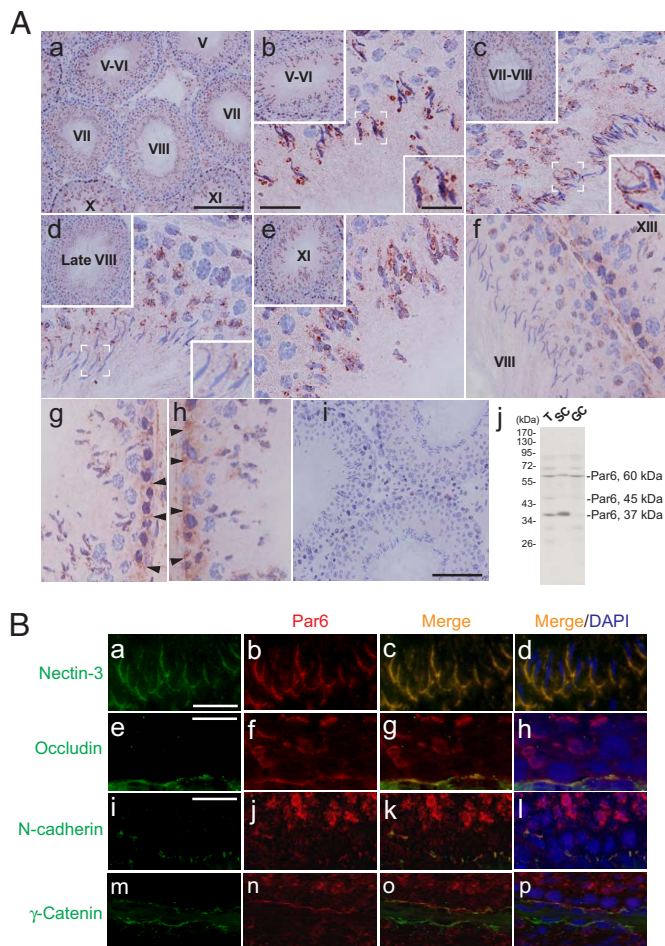 A
a
V-VI
V
VII
VII
VIII
X
XI
b
V-VI
c
VII-VIII
d
Late VIII
e
XI
f
XIII
VIII
g
h
i
j
T SC GC
(kDa)
170-
130-
95-
72-
55-
43-
34-
26-
-Par6, 60 kDa
-Par6, 45 kDa
-Par6, 37 kDa
B
Par6 Merge Merge/DAPI
Nectin-3
a b c d
Occludin
e f g h
N-cadherin
i j k l
γ-Catenin
m n o p